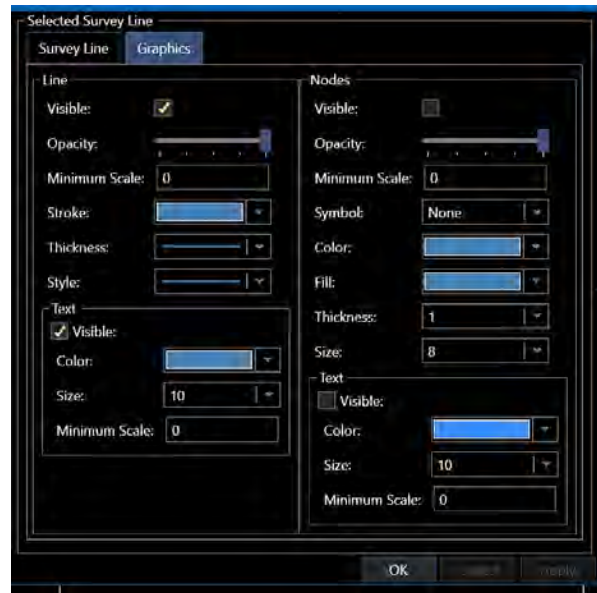 Selected Survey Line
Survey Line Graphics
Line
Visible:
Opacity:
Minimum Scale: 0
Stroke:
Thickness:
Style:
Text
Visible:
Color:
Size: 10
Minimum Scale: 0
Nodes
Visible:
Opacity:
Minimum Scale: 0
Symbol: None
Color:
Fill:
Thickness: 1
Size: 8
Text
Visible:
Color:
Size: 10
Minimum Scale: 0
OK